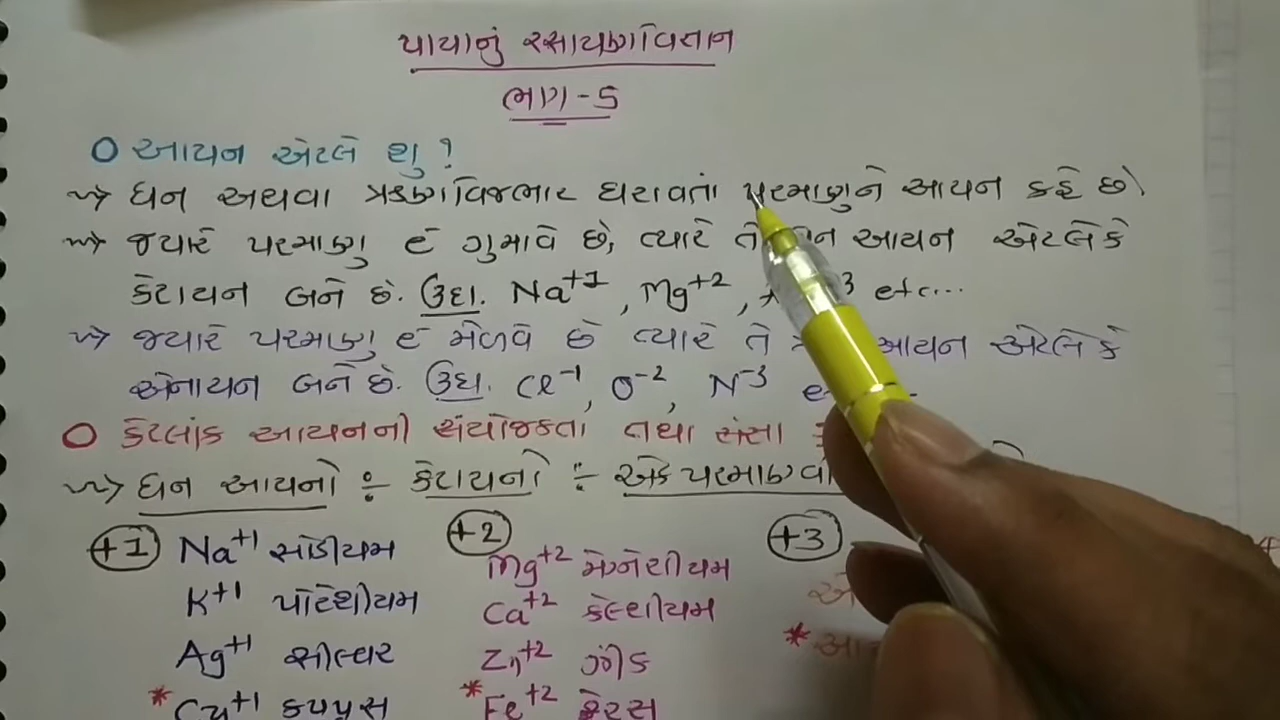 પાયાનું રસાયણવિજ્ઞાન
ભાગ-5
આયન એટલે શું?
ધન અથવા ઋણવિજભાર ધરાવતાં પરમાણુને આયન કહે છે.
જ્યારે પરમાણુ e⁻ ગુમાવે છે, ત્યારે તે આયન એટલેકે
કેટાયન બને છે. ઉદા. Na⁺¹, Mg⁺², ³ etc...
જ્યારે પરમાણુ e⁻ મેળવે છે ત્યારે તે આયન એટલે કે
એનાયન બને છે. ઉદા. Cl⁻¹, O⁻², N⁻³
કેટલાંક આયનની સંયોજકતા તથા સંજ્ઞા
ધન આયનો ÷ કેટાયનો ÷ એક પરમાણ્વી
+1 Na⁺¹ સોડીયમ +2 Mg⁺² મેગ્નેશીયમ +3
K⁺¹ પોટેશીયમ Ca⁺² કેલ્શીયમ
Ag⁺¹ સીલ્વર Zn⁺² ઝીંક *
* Cu⁺¹ ક્યુપ્રસ * Fe⁺² ફેરસ